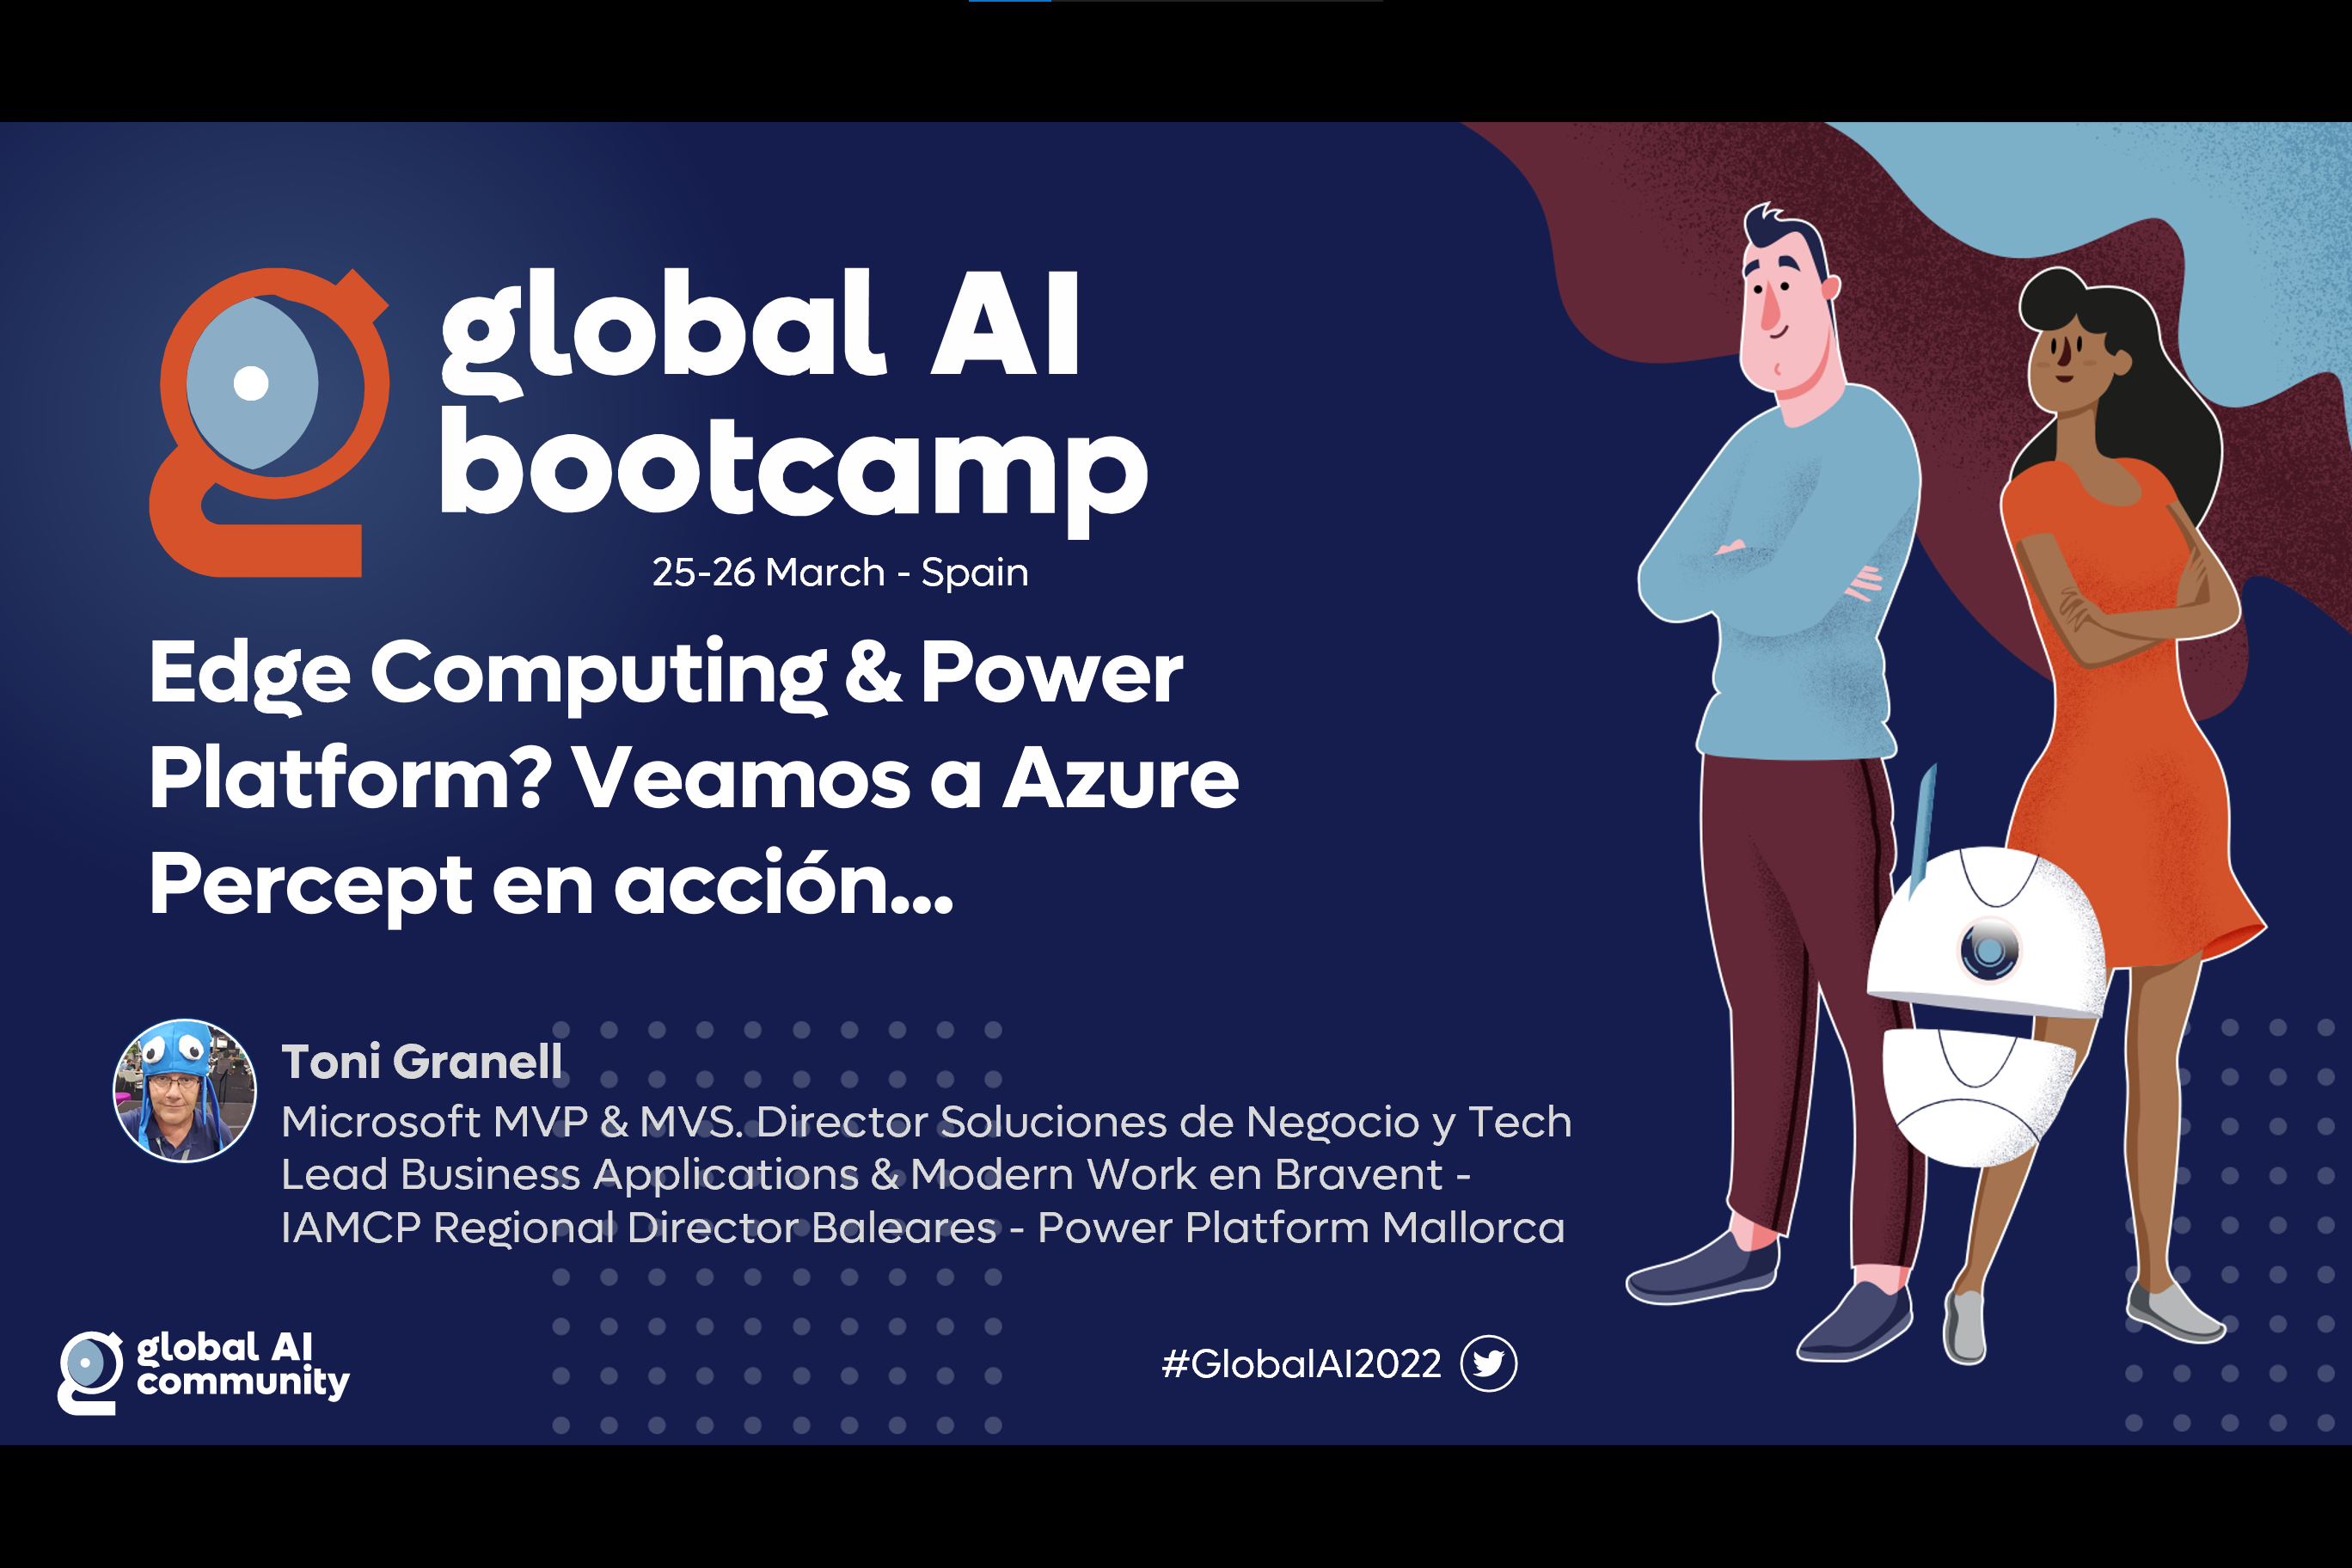 global AI
bootcamp
25-26 March - Spain
Edge Computing & Power
Platform? Veamos a Azure
Percept en acción...
Toni Granell
Microsoft MVP & MVS. Director Soluciones de Negocio y Tech
Lead Business Applications & Modern Work en Bravent -
IAMCP Regional Director Baleares - Power Platform Mallorca
global AI
community
#GlobalAI2022